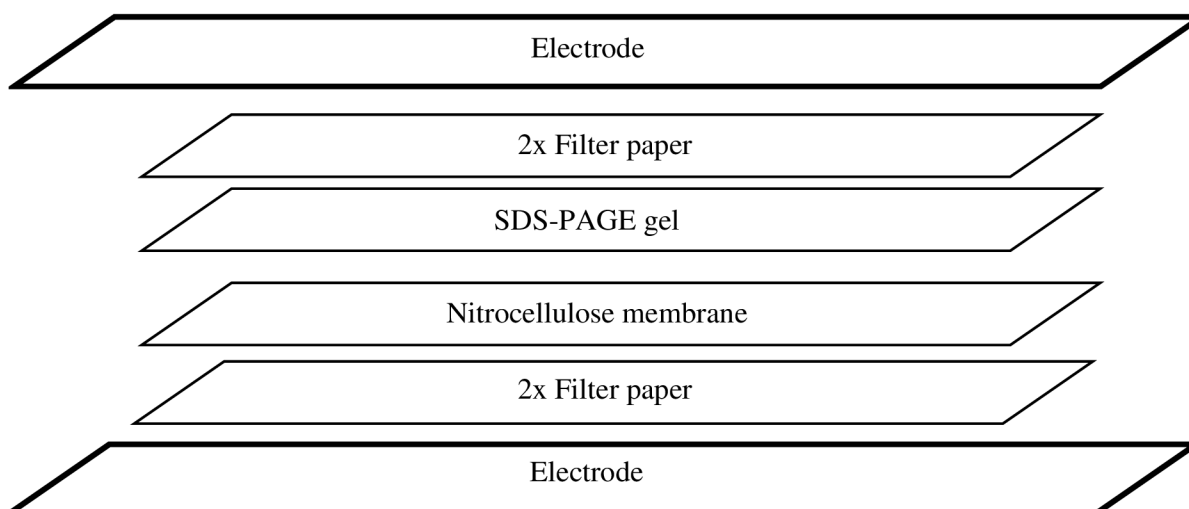 Electrode
2x Filter paper
SDS-PAGE gel
Nitrocellulose membrane
2x Filter paper
Electrode